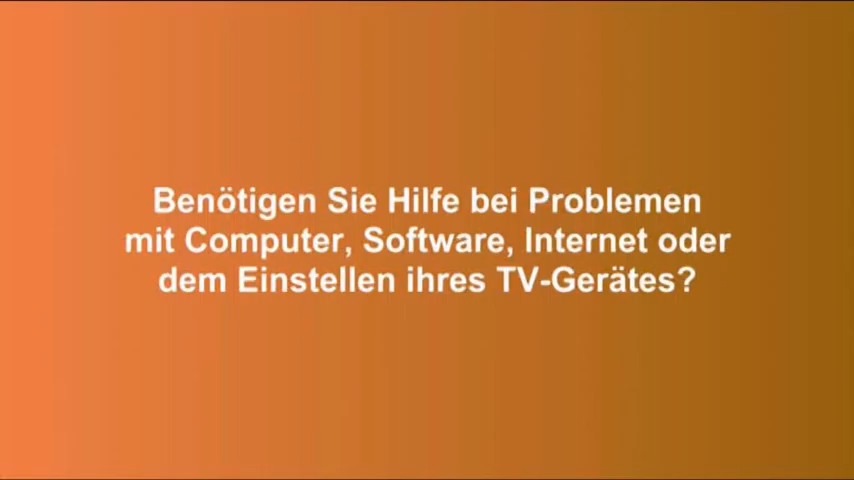 Benötigen Sie Hilfe bei Problemen
mit Computer, Software, Internet oder
dem Einstellen ihres TV-Gerätes?